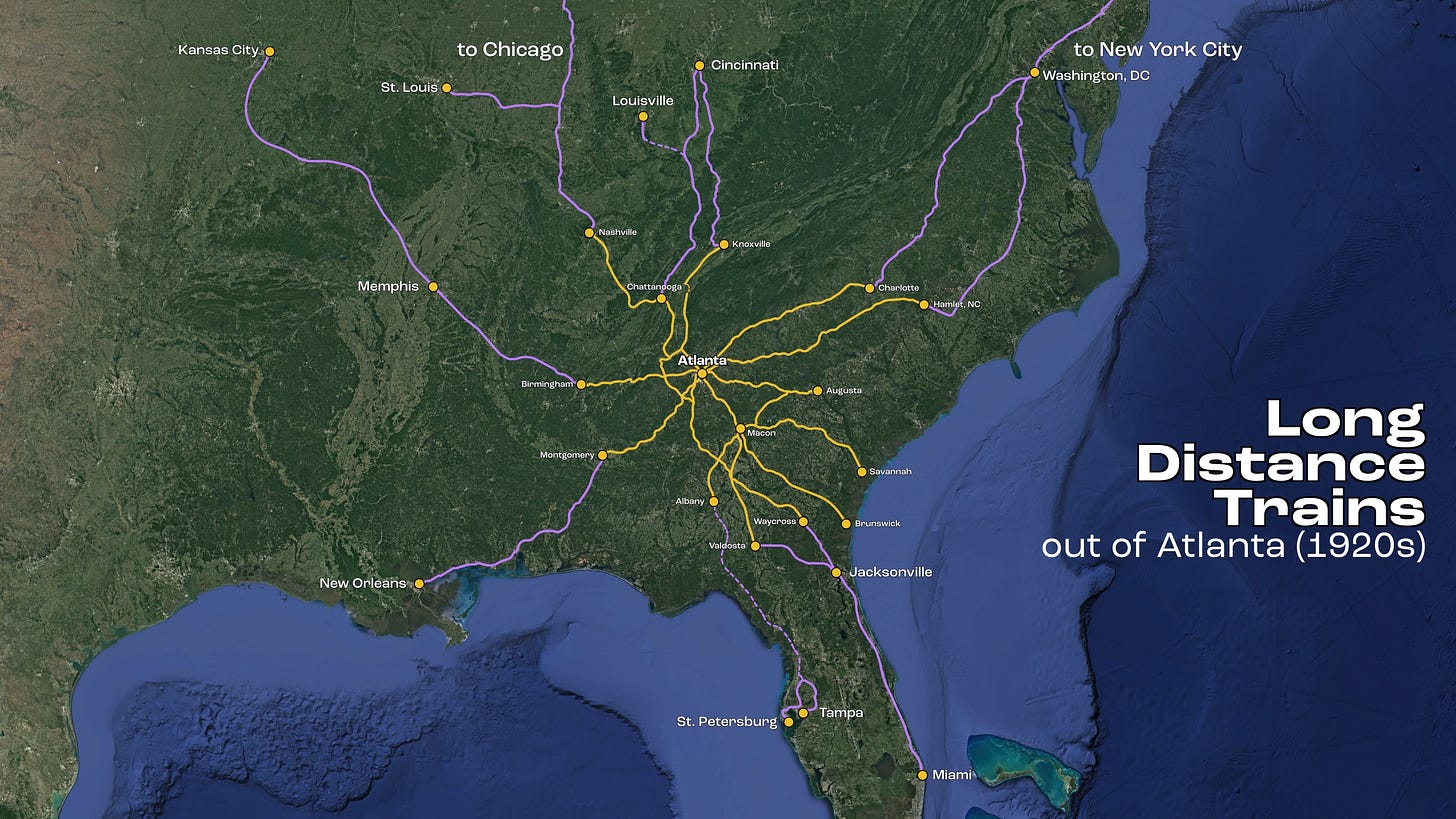 Kansas City
to Chicago
to New York City
Cincinnati
Washington, DC
St. Louis
Louisville
Nashville
Knoxville
Memphis
Chattanooga
Charlotte
Hamlet, NC
Atlanta
Birmingham
Augusta
Long
Distance
Trains
out of Atlanta (1920s)
Macon
Montgomery
Savannah
Albany
Waycross
Brunswick
Valdosta
Jacksonville
New Orleans
Tampa
St. Petersburg
Miami